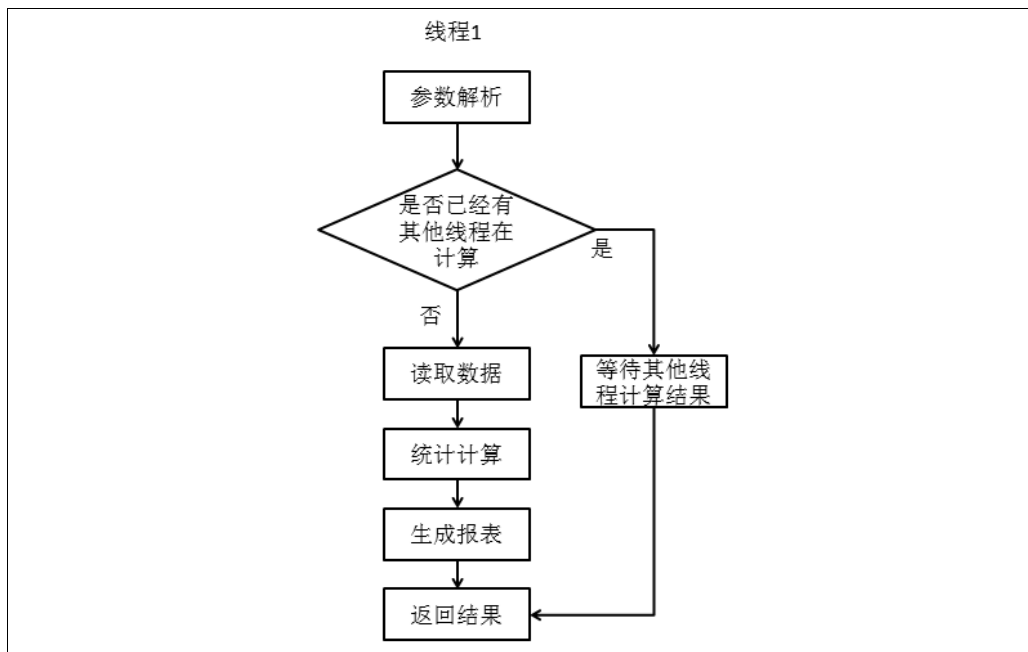 线程1
参数解析
是否已经有
其他线程在
计算
是
否
读取数据
等待其他线
程计算结果
统计计算
生成报表
返回结果